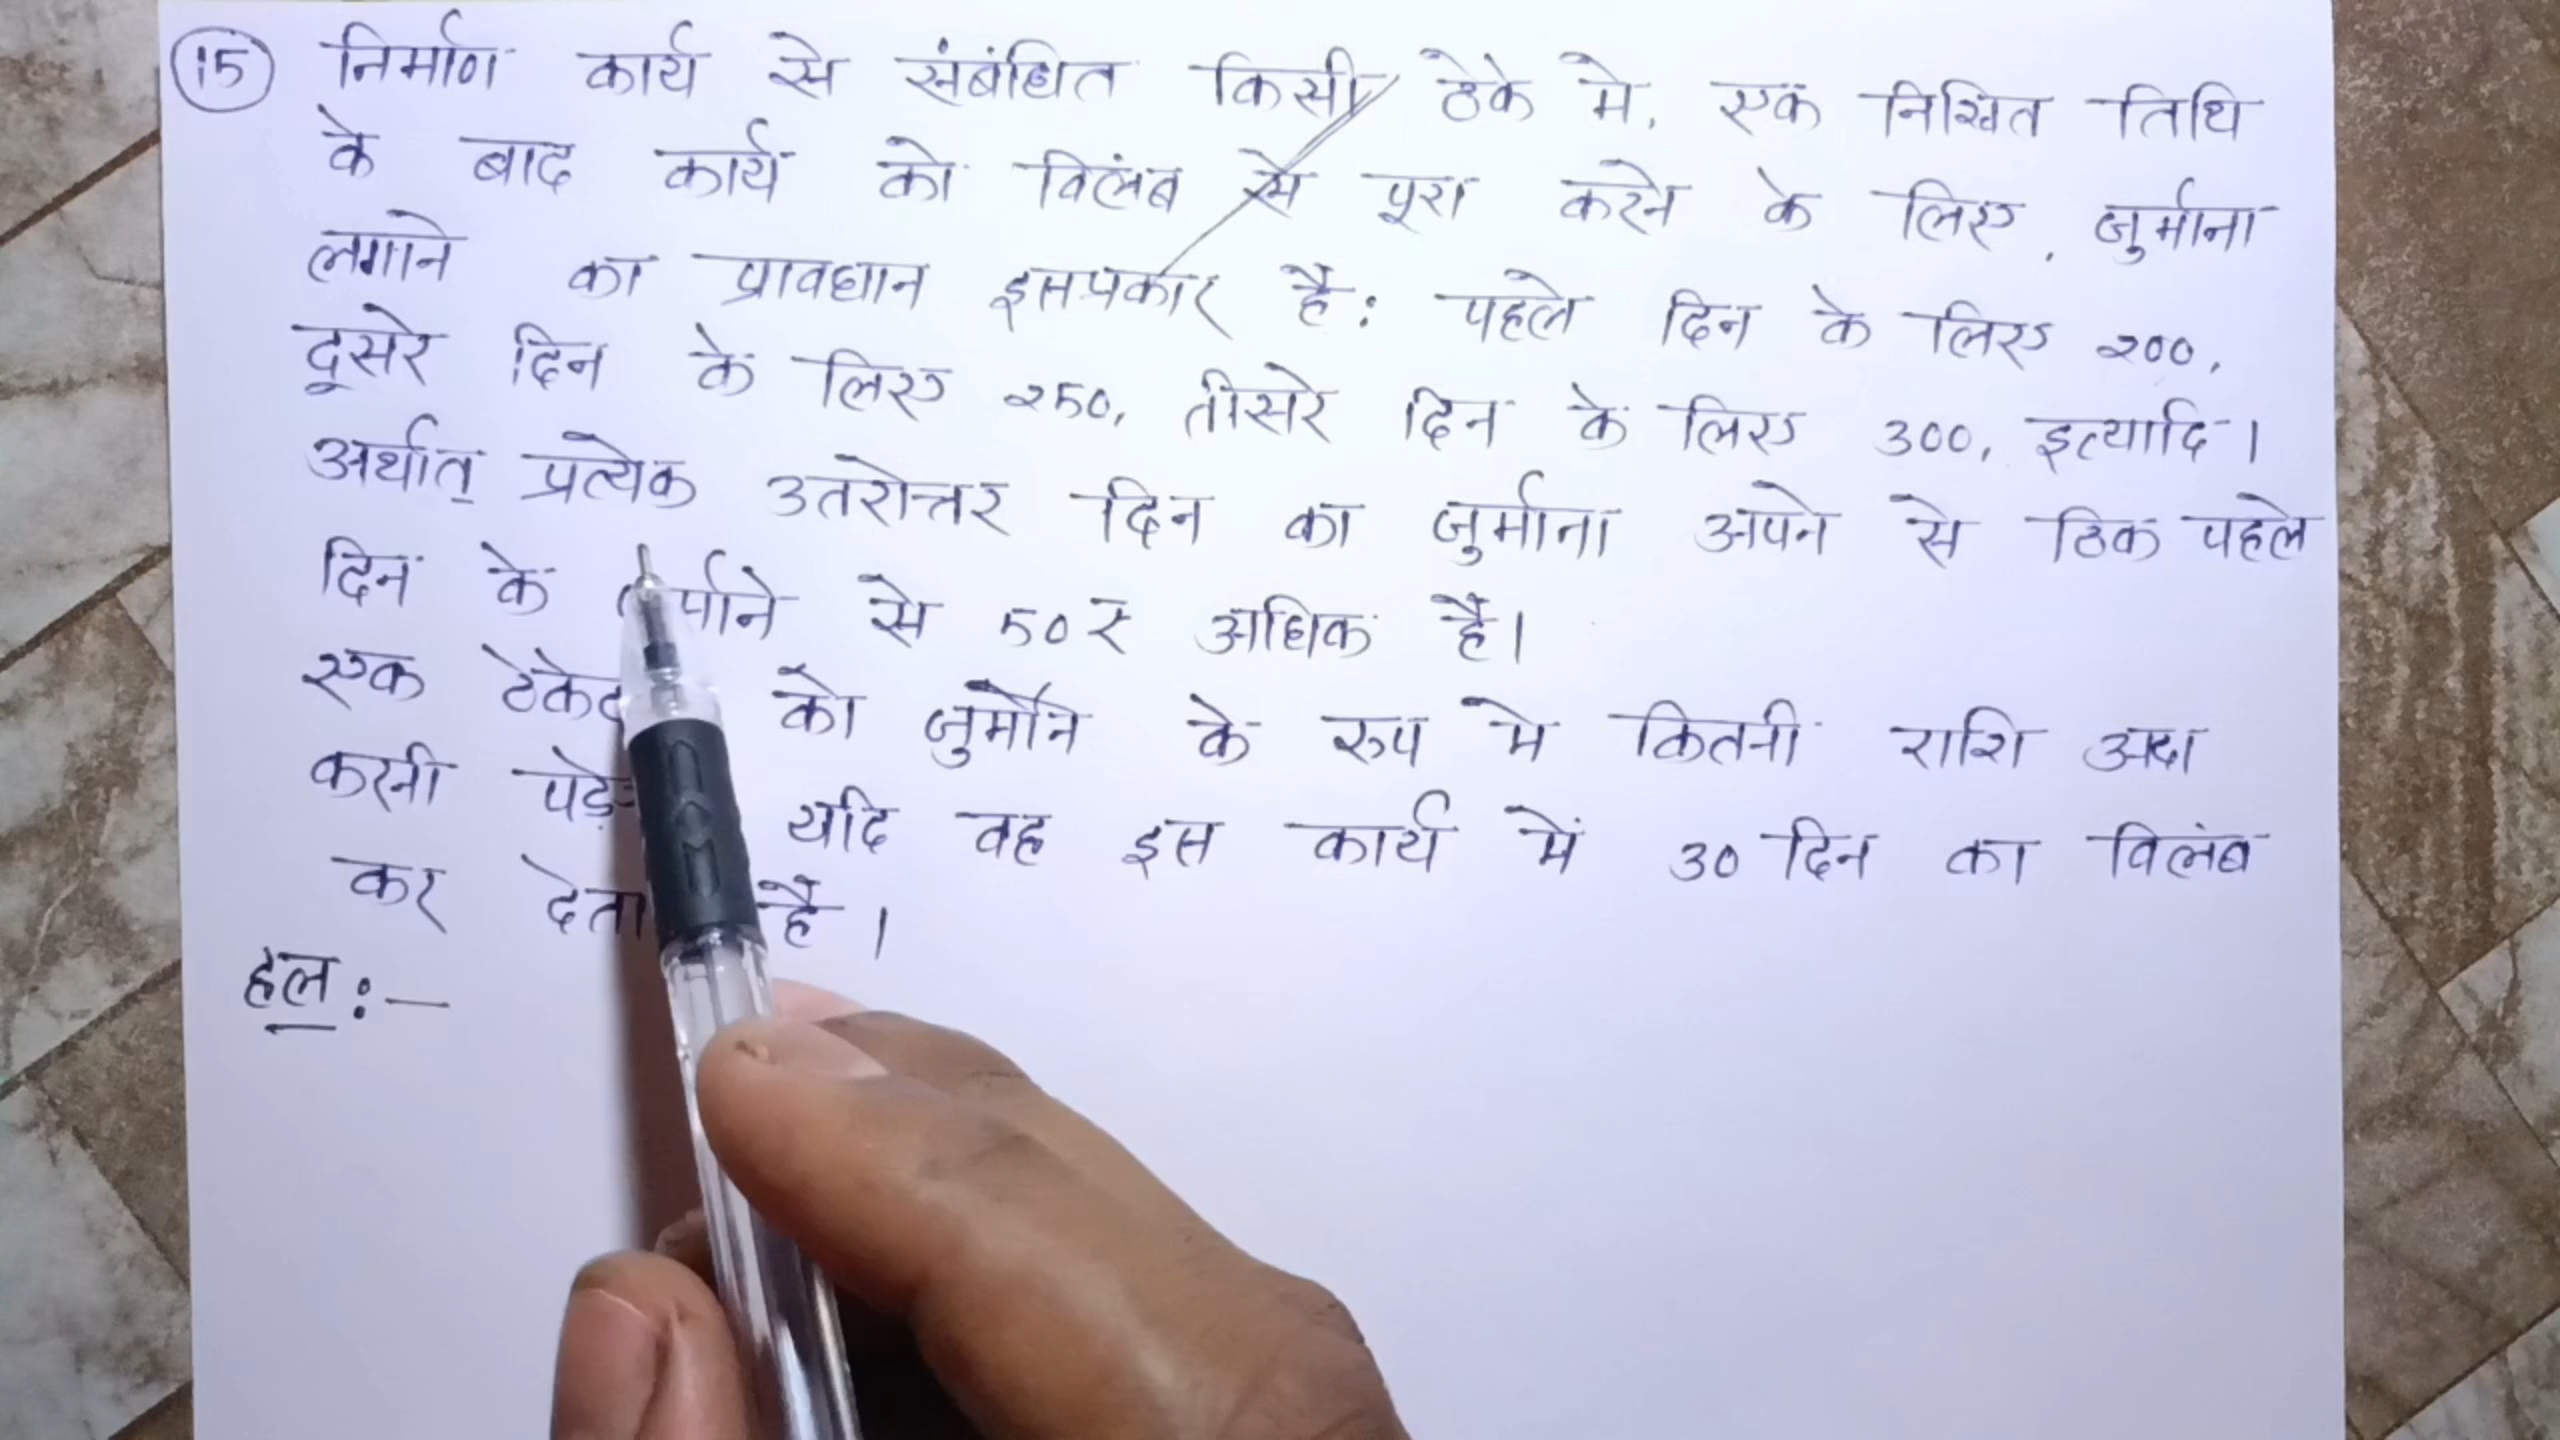 15 निर्माण कार्य से संबंधित किसी ठेके मे, एक निश्चित तिथि
के बाद कार्य को विलंब से पूरा करने के लिए, जुर्माना
लगाने का प्रावधान इसप्रकार है: पहले दिन के लिए 200,
दूसरे दिन के लिए 250, तीसरे दिन के लिए 300, इत्यादि।
अर्थात् प्रत्येक उतरोत्तर दिन का जुर्माना अपने से ठिक पहले
दिन के से 50 रु अधिक है।
एक को जुर्माने के रुप मे कितनी राशि अदा
करनी यदि वह इस कार्य में 30 दिन का विलंब
कर देता है।
हल:—